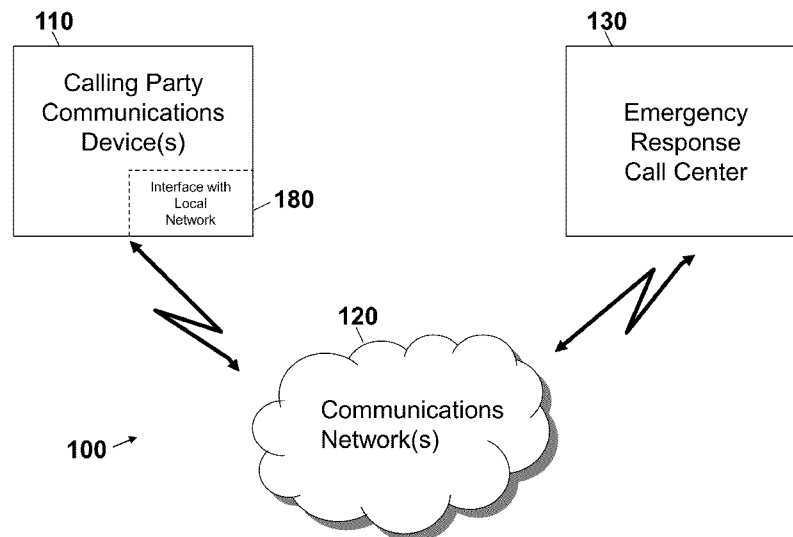 110
Calling Party
Communications
Device(s)
Interface with
Local
Network
180
130
Emergency
Response
Call Center
120
Communications
Network(s)
100